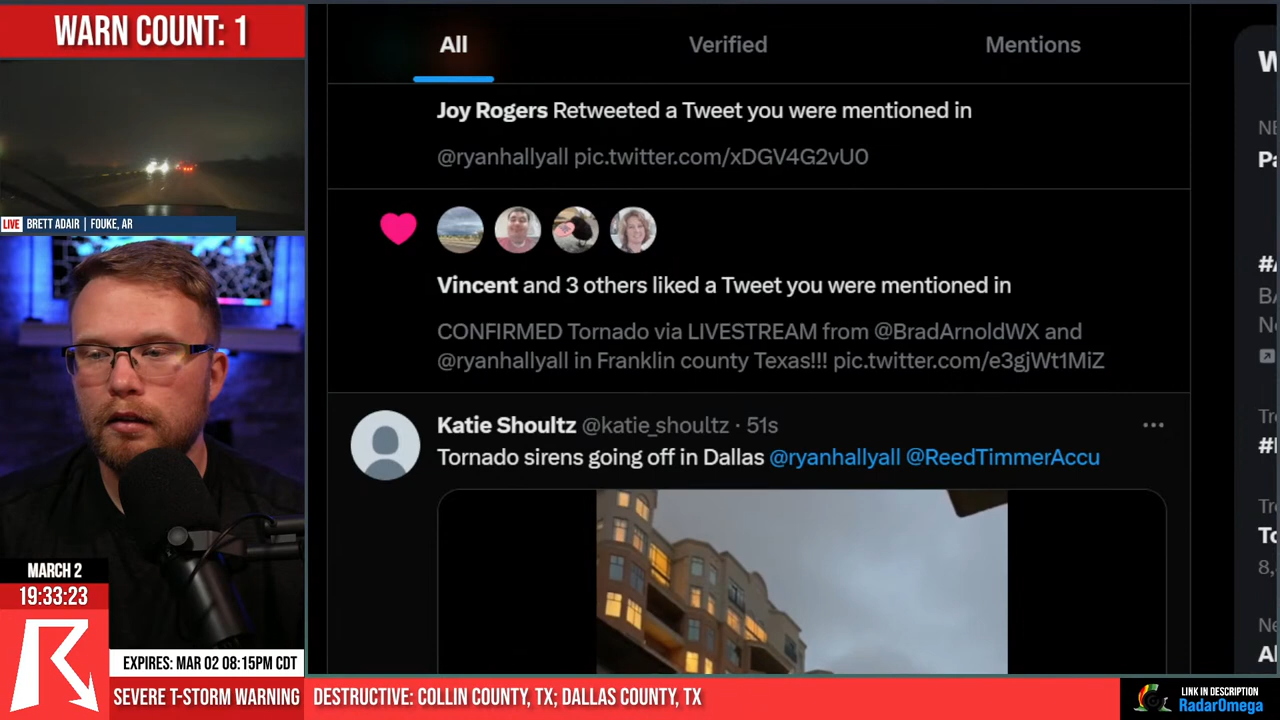 WARN COUNT: 1
LIVE BRETT ADAIR | FOUKE, AR
All Verified Mentions
Joy Rogers Retweeted a Tweet you were mentioned in
@ryanhallyall pic.twitter.com/xDGV4G2vU0
Vincent and 3 others liked a Tweet you were mentioned in
CONFIRMED Tornado via LIVESTREAM from @BradArnoldWX and
@ryanhallyall in Franklin county Texas!!! pic.twitter.com/e3gjWt1MiZ
Katie Shoultz @katie_shoultz · 51s
Tornado sirens going off in Dallas @ryanhallyall @ReedTimmerAccu
MARCH 2
19:33:23
EXPIRES: MAR 02 08:15PM CDT
SEVERE T-STORM WARNING
DESTRUCTIVE: COLLIN COUNTY, TX; DALLAS COUNTY, TX
LINK IN DESCRIPTION
RadarOmega